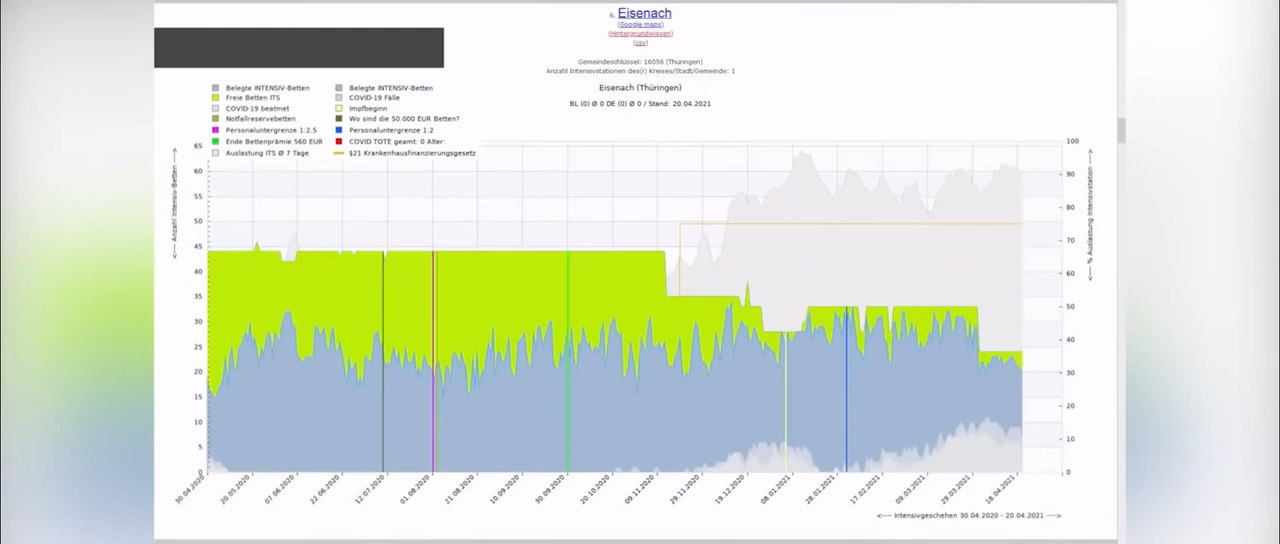 6. Eisenach
(Google maps)
(Hintergrundwissen)
(csv)
Gemeindeschlüssel: 16056 (Thüringen)
Anzahl Intensivstationen des(r) Kreises/Stadt/Gemeinde: 1
Eisenach (Thüringen)
BL (0) Ø 0 DE (0) Ø 0 / Stand: 20.04.2021
Belegte INTENSIV-Betten
Belegte INTENSIV-Betten
Freie Betten ITS
COVID-19 Fälle
COVID-19 beatmet
Impfbeginn
Notfallreservebetten
Wo sind die 50.000 EUR Betten?
Personaluntergrenze 1:2,5
Personaluntergrenze 1:2
Ende Bettenprämie 560 EUR
COVID TOTE geamt: 0 Alter:
Auslastung ITS Ø 7 Tage
§21 Krankenhausfinanzierungsgesetz
<--- Anzahl Intensiv-Betten --->
65
60
55
50
45
40
35
30
25
20
15
10
5
0
100
90
80
70
60
50
40
30
20
10
0
<--- % Auslastung Intensivstation --->
30.04.2020
20.05.2020
07.06.2020
22.06.2020
12.07.2020
01.08.2020
21.08.2020
10.09.2020
30.09.2020
20.10.2020
09.11.2020
29.11.2020
19.12.2020
08.01.2021
28.01.2021
17.02.2021
09.03.2021
29.03.2021
18.04.2021
<--- Intensivgeschehen 30.04.2020 - 20.04.2021 --->